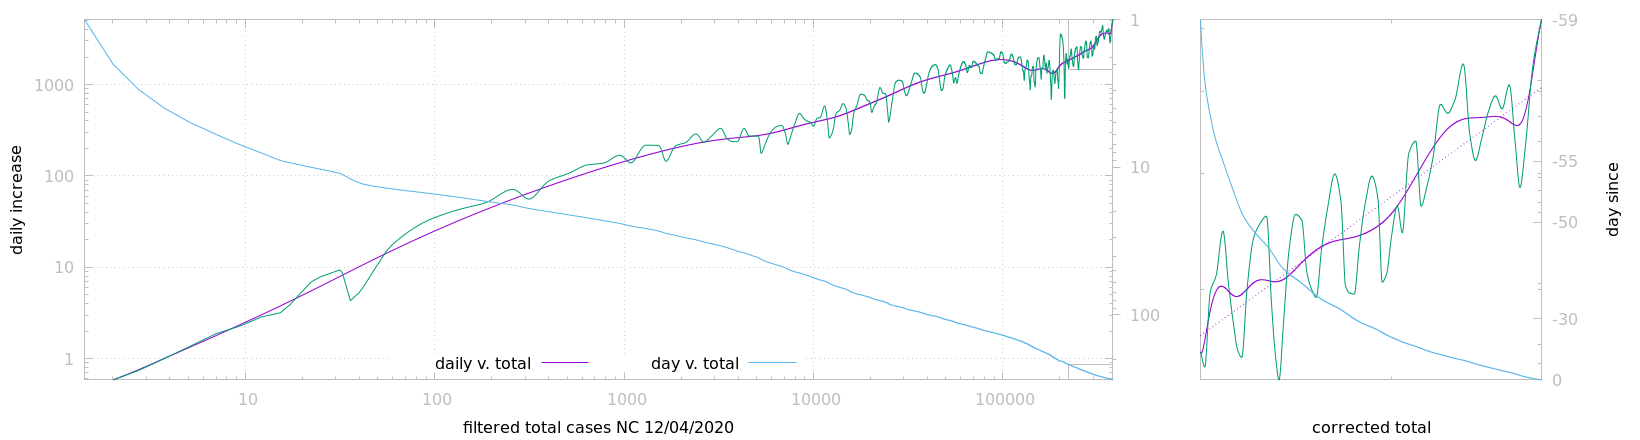 1000
100
10
1
daily increase
10
100
1000
10000
100000
filtered total cases NC 12/04/2020
daily v. total
day v. total
1
10
100
-59
-55
-50
-30
0
day since
corrected total